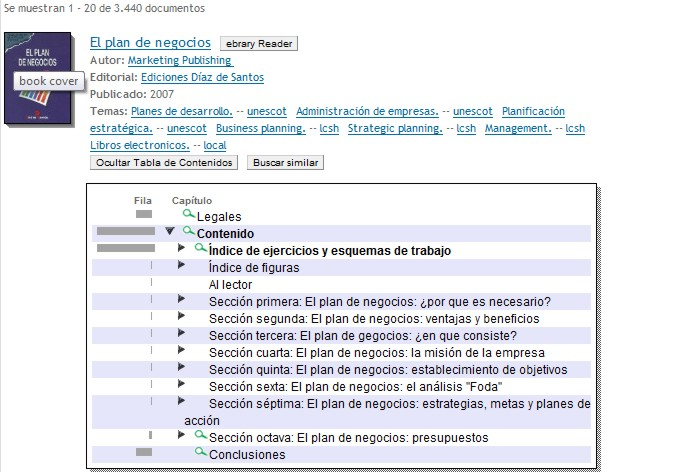 Se muestran 1 - 20 de 3.440 documentos
EL PLAN
DE NEGOCIOS
book cover
El plan de negocios ebrary Reader
Autor: Marketing Publishing
Editorial: Ediciones Díaz de Santos
Publicado: 2007
Temas: Planes de desarrollo. -- unescot Administración de empresas. -- unescot Planificación
estratégica. -- unescot Business planning. -- lcsh Strategic planning. -- lcsh Management. -- lcsh
Libros electronicos. -- local
Ocultar Tabla de Contenidos Buscar similar
Fila Capítulo
Legales
Contenido
Índice de ejercicios y esquemas de trabajo
Índice de figuras
Al lector
Sección primera: El plan de negocios: ¿por que es necesario?
Sección segunda: El plan de negocios: ventajas y beneficios
Sección tercera: El plan de gegocios: ¿en que consiste?
Sección cuarta: El plan de negocios: la misión de la empresa
Sección quinta: El plan de negocios: establecimiento de objetivos
Sección sexta: El plan de negocios: el análisis "Foda"
Sección séptima: El plan de negocios: estrategias, metas y planes de
acción
Sección octava: El plan de negocios: presupuestos
Conclusiones